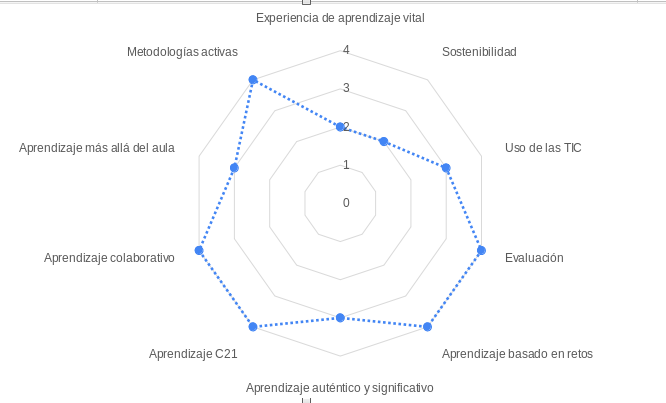 Experiencia de aprendizaje vital
Metodologías activas
4
Sostenibilidad
3
2
Aprendizaje más allá del aula
Uso de las TIC
1
0
Aprendizaje colaborativo
Evaluación
Aprendizaje C21
Aprendizaje basado en retos
Aprendizaje auténtico y significativo